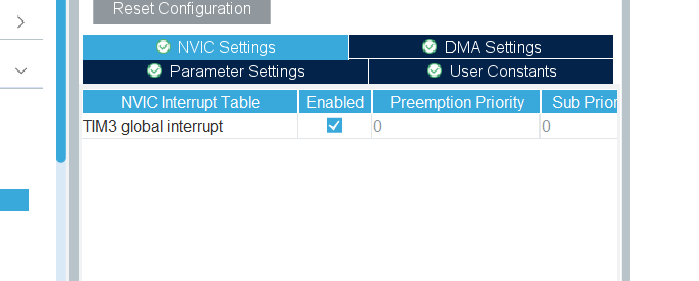 Reset Configuration
NVIC Settings DMA Settings
Parameter Settings User Constants
NVIC Interrupt Table Enabled Preemption Priority Sub Prior
TIM3 global interrupt 0 0